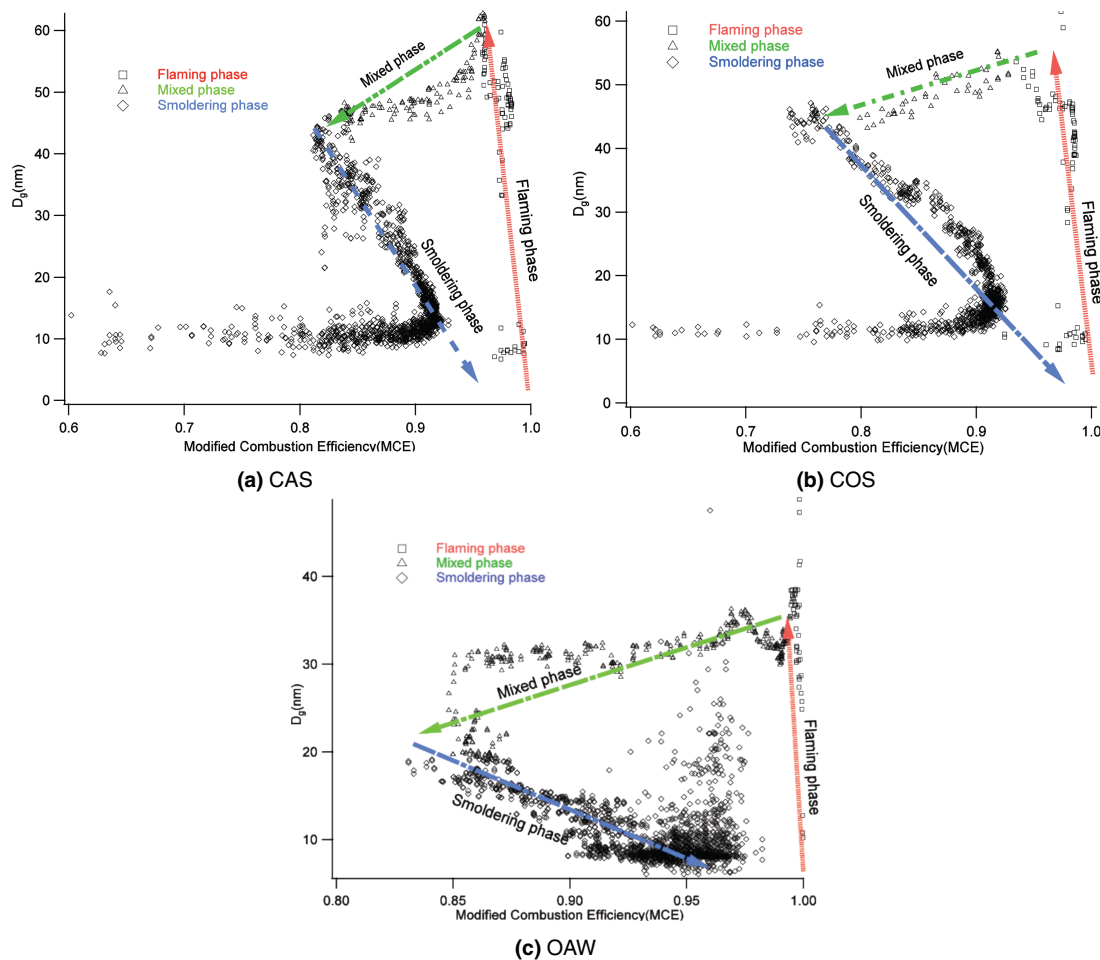 60
50
40
30
20
10
0
Dg(nm)
Flaming phase
Mixed phase
Smoldering phase
Mixed phase
Flaming phase
Smoldering phase
0.6
0.7
0.8
0.9
1.0
Modified Combustion Efficiency(MCE)
(a) CAS
60
50
40
30
20
10
0
Dg(nm)
Flaming phase
Mixed phase
Smoldering phase
Mixed phase
Flaming phase
Smoldering phase
0.6
0.7
0.8
0.9
1.0
Modified Combustion Efficiency(MCE)
(b) COS
40
30
20
10
Dg(nm)
Flaming phase
Mixed phase
Smoldering phase
Mixed phase
Flaming phase
Smoldering phase
0.80
0.85
0.90
0.95
1.00
Modified Combustion Efficiency(MCE)
(c) OAW